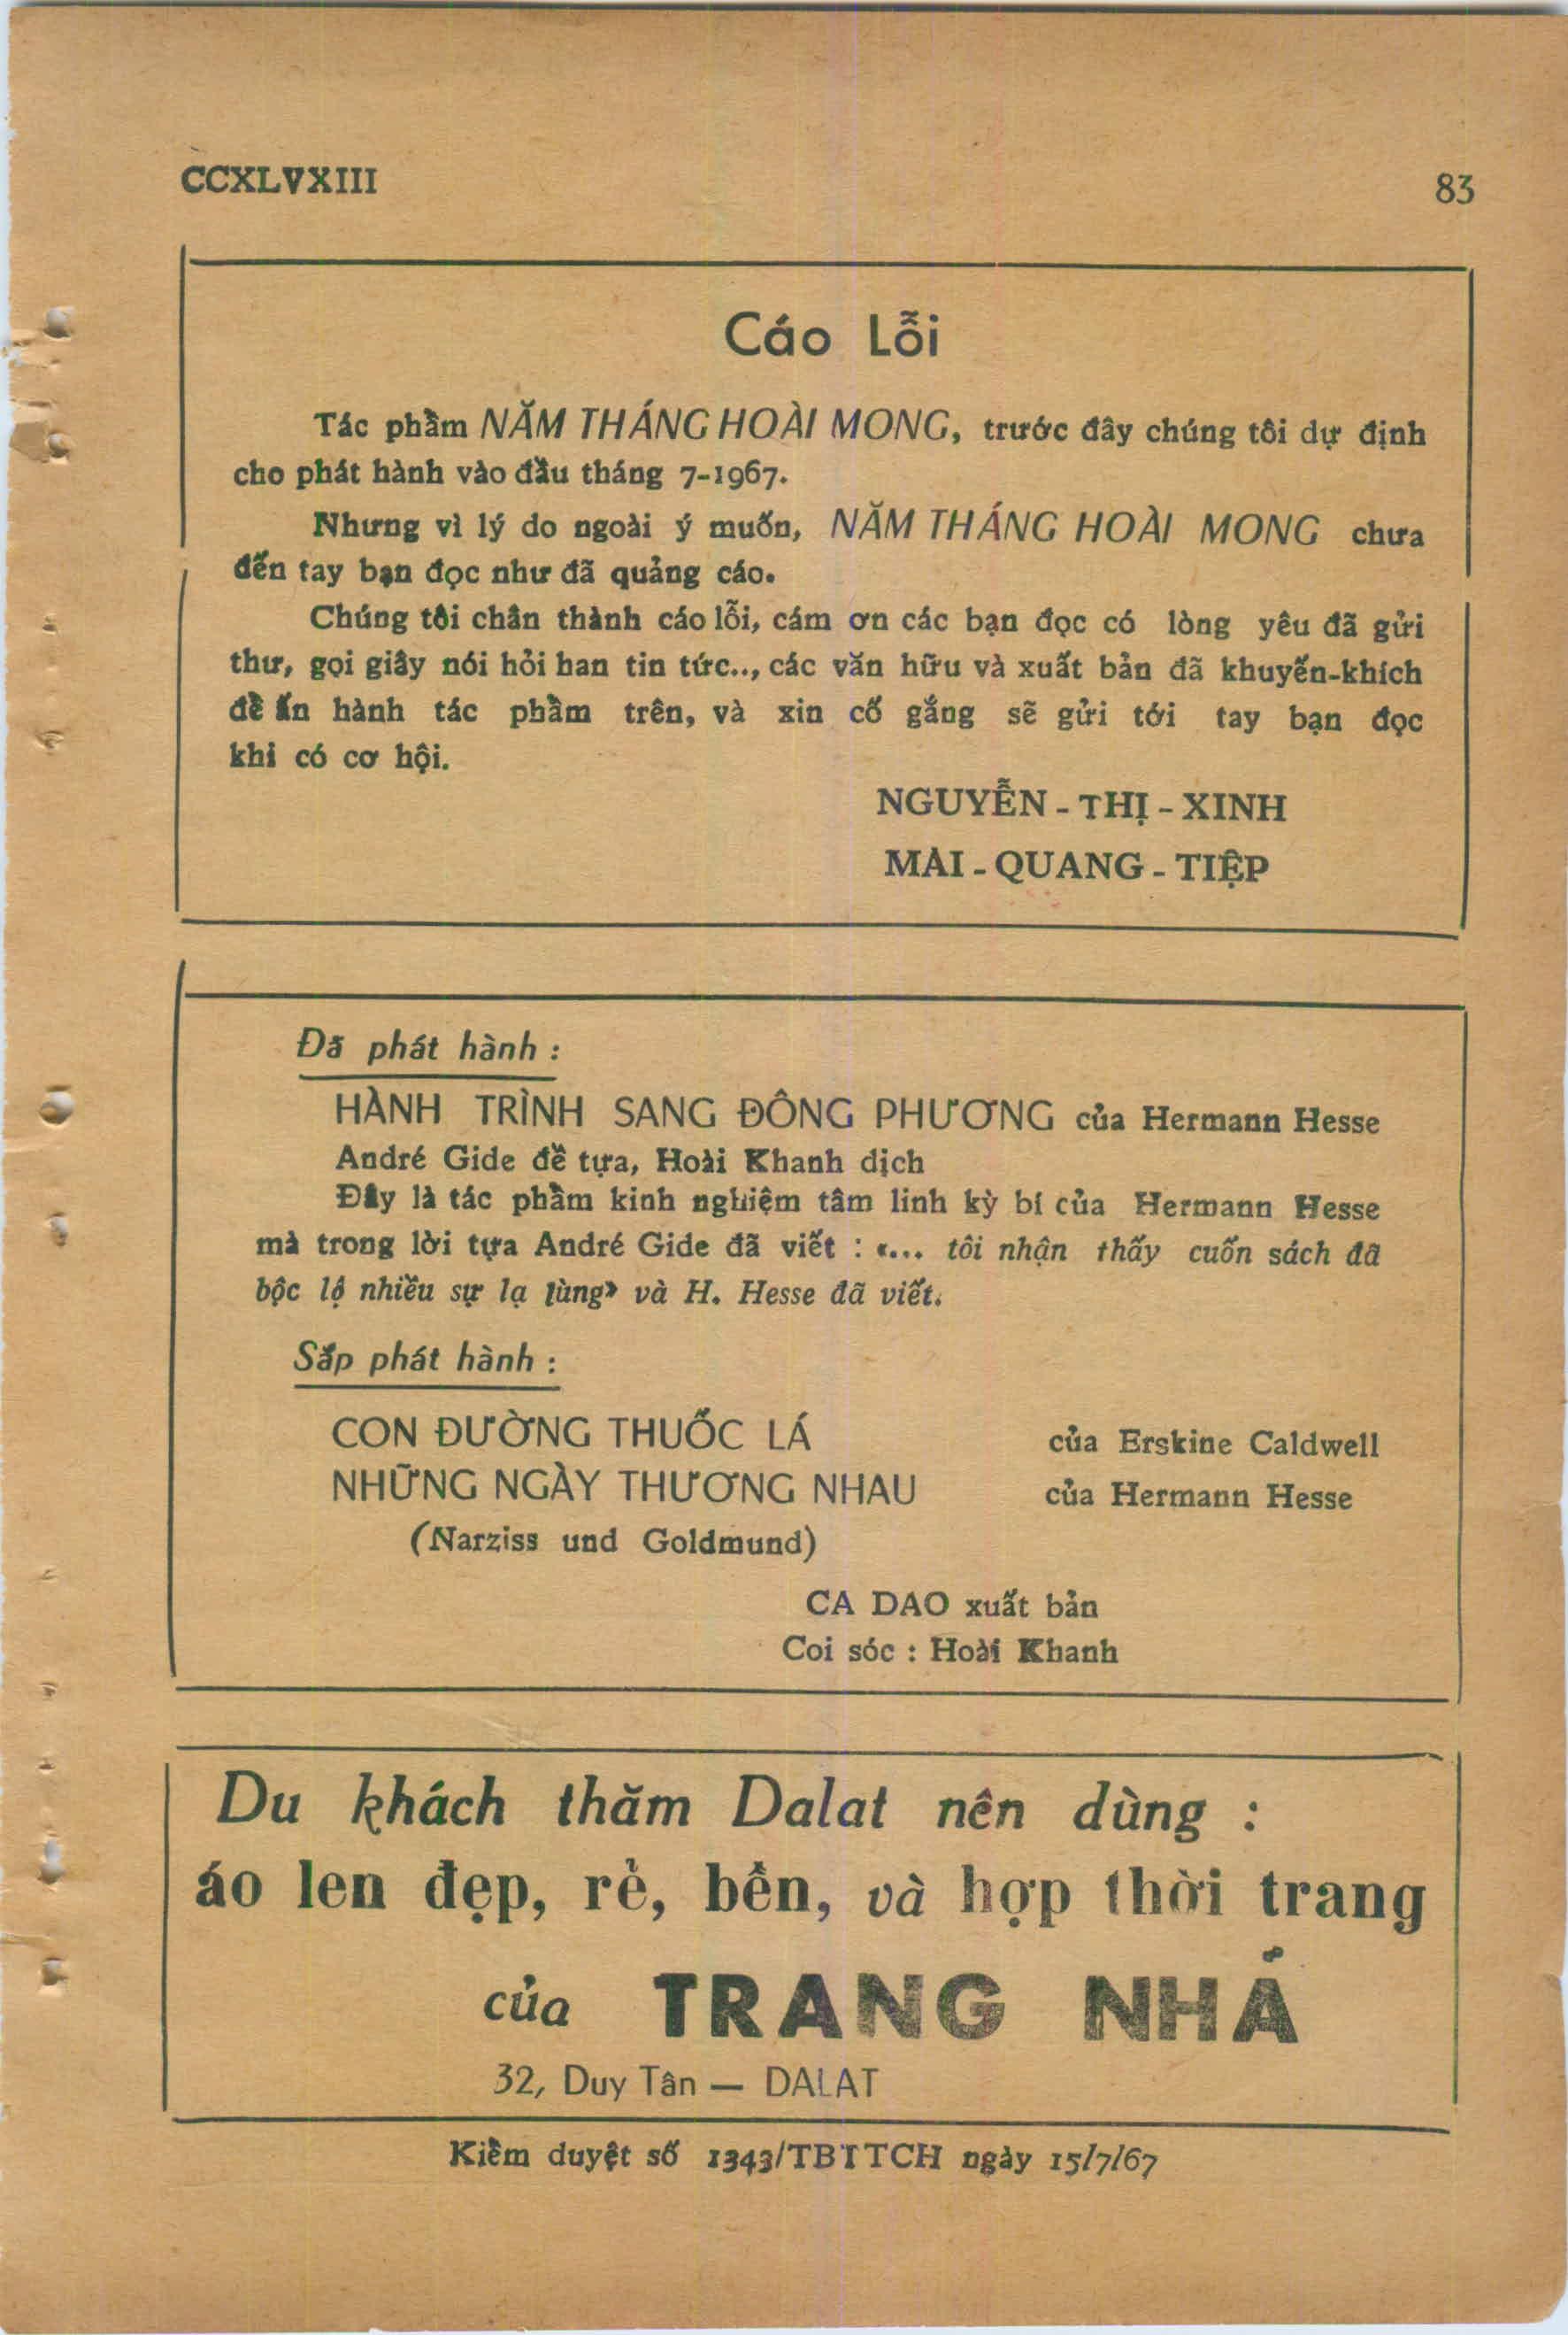 CCXLVXIII
83
Cáo Lỗi
Tác phẩm NĂM THÁNG HOÀI MONG, trước đây chúng tôi dự định
cho phát hành vào đầu tháng 7-1967.
Nhưng vì lý do ngoài ý muốn, NĂM THÁNG HOÀI MONG chưa
đến tay bạn đọc như đã quảng cáo.
Chúng tôi chân thành cáo lỗi, cám ơn các bạn đọc có lòng yêu đã gửi
thư, gọi giây nói hỏi han tin tức.., các văn hữu và xuất bản đã khuyến-khích
để ấn hành tác phẩm trên, và xin cố gắng sẽ gửi tới tay bạn đọc
khi có cơ hội.
NGUYỄN - THỊ - XINH
MAI - QUANG - TIỆP
Đã phát hành :
HÀNH TRÌNH SANG ĐÔNG PHƯƠNG của Hermann Hesse
André Gide đề tựa, Hoài Khanh dịch
Đây là tác phẩm kinh nghiệm tâm linh kỳ bí của Hermann Hesse
mà trong lời tựa André Gide đã viết : «... tôi nhận thấy cuốn sách đã
bộc lộ nhiều sự lạ lùng» và H. Hesse đã viết.
Sắp phát hành :
CON ĐƯỜNG THUỐC LÁ của Erskine Caldwell
NHỮNG NGÀY THƯƠNG NHAU của Hermann Hesse
(Narziss und Goldmund)
CA DAO xuất bản
Coi sóc : Hoài Khanh
Du khách thăm Dalat nên dùng :
áo len đẹp, rẻ, bền, và hợp thời trang
của TRANG NHÃ
32, Duy Tân — DALAT
Kiểm duyệt số 1343/TBTTCH ngày 15/7/67